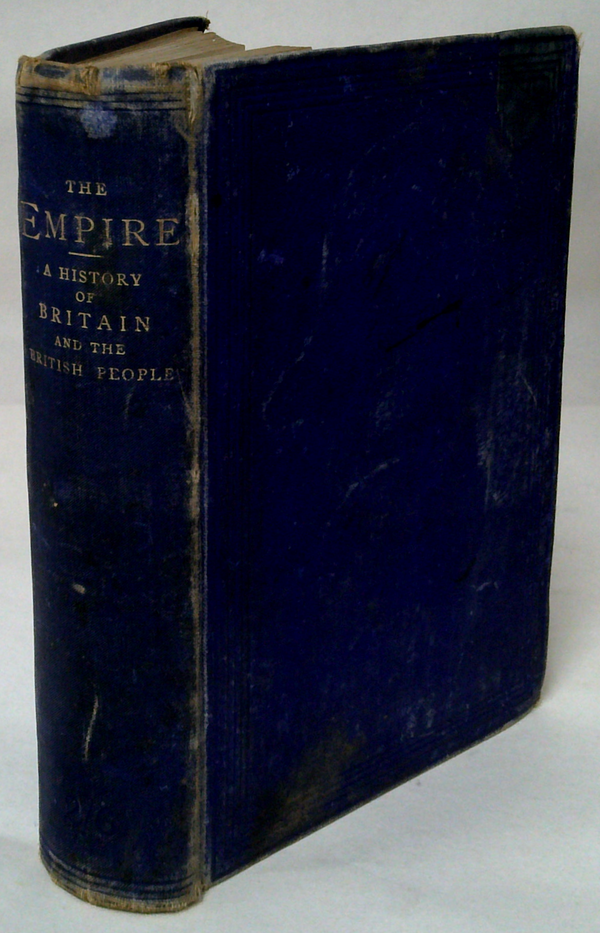 THE
EMPIRE
A HISTORY
OF
BRITAIN
AND THE
BRITISH PEOPLE